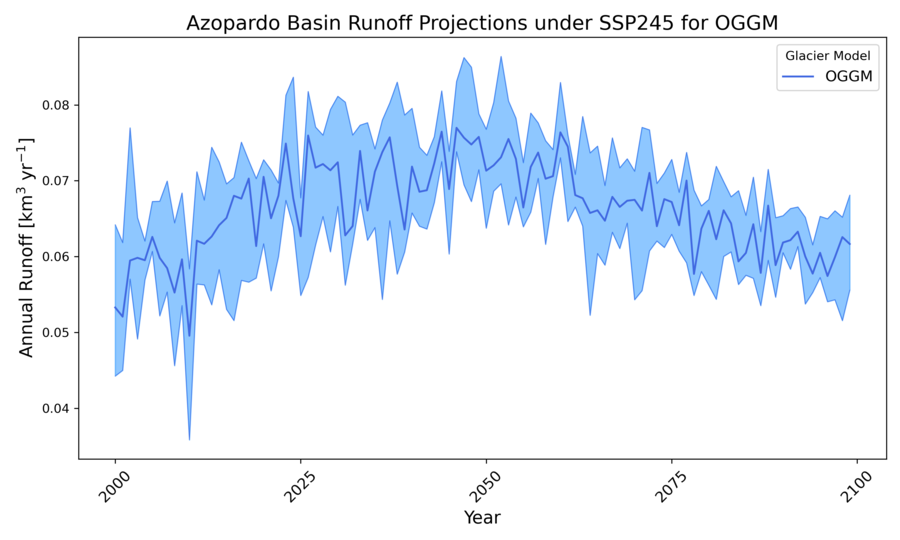 Azopardo Basin Runoff Projections under SSP245 for OGGM
Glacier Model
OGGM
Annual Runoff [km³ yr⁻¹]
0.08
0.07
0.06
0.05
0.04
2000
2025
2050
2075
2100
Year